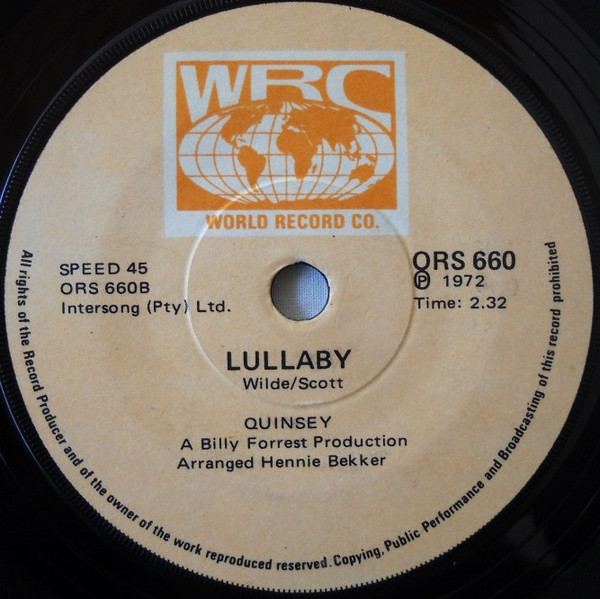 WRC
WORLD RECORD CO.
SPEED 45
ORS 660B
Intersong (Pty) Ltd.
ORS 660
Ⓟ 1972
Time: 2.32
LULLABY
Wilde/Scott
QUINSEY
A Billy Forrest Production
Arranged Hennie Bekker
All rights of the Record Producer and of the owner of the work reproduced reserved. Copying, Public Performance and Broadcasting of this record prohibited